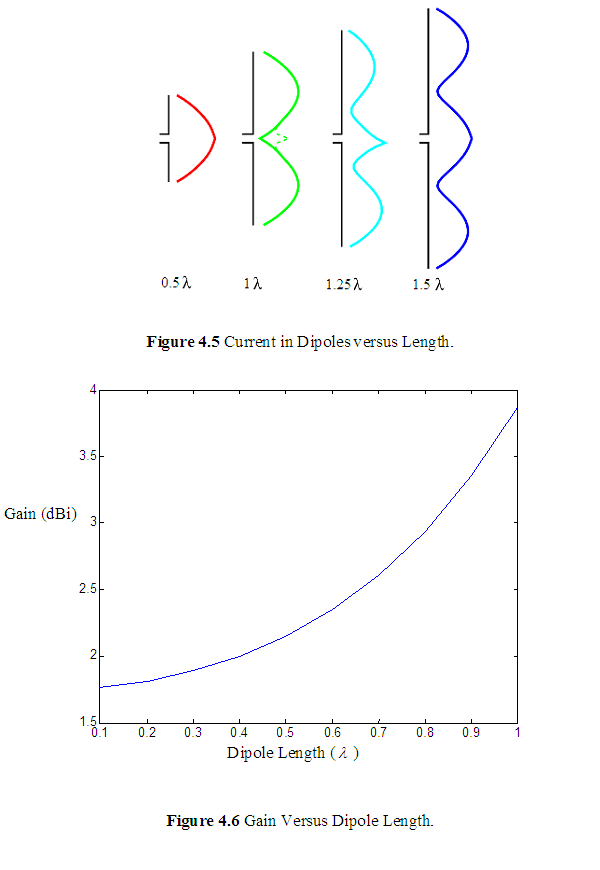 0.5 λ 1 λ 1.25 λ 1.5 λ
Figure 4.5 Current in Dipoles versus Length.
4
3.5
Gain (dBi)
3
2.5
2
1.5
0.1 0.2 0.3 0.4 0.5 0.6 0.7 0.8 0.9 1
Dipole Length ( λ )
Figure 4.6 Gain Versus Dipole Length.